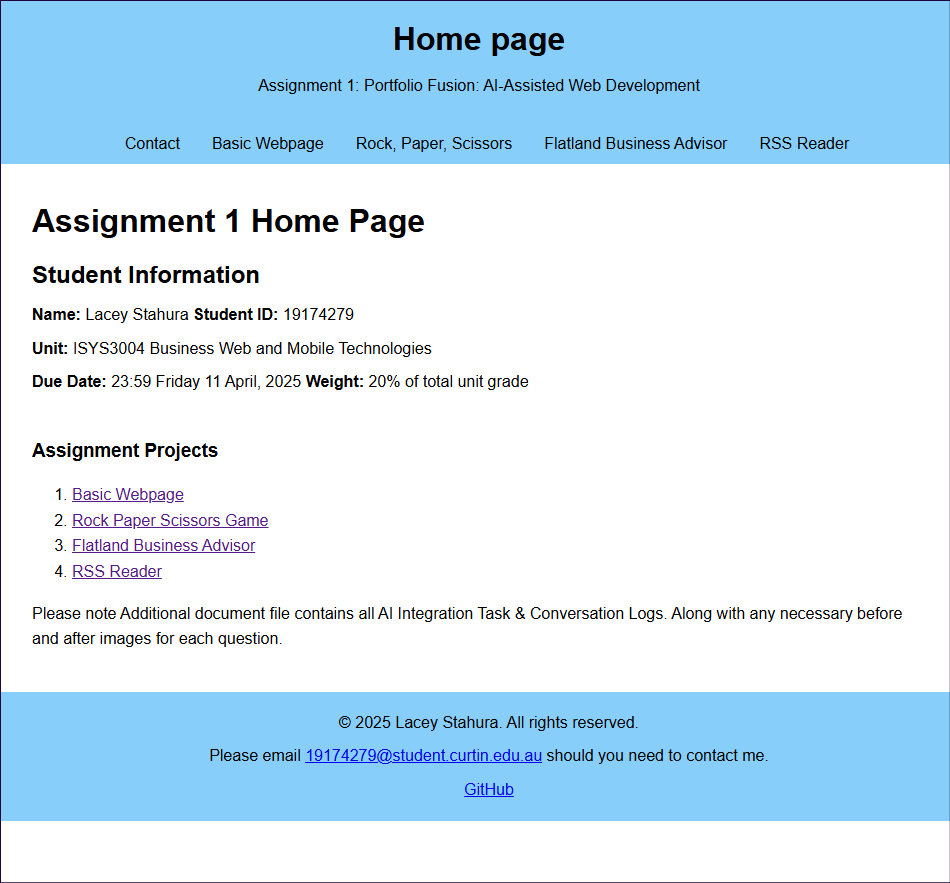 Home page
Assignment 1: Portfolio Fusion: AI-Assisted Web Development
Contact Basic Webpage Rock, Paper, Scissors Flatland Business Advisor RSS Reader
Assignment 1 Home Page
Student Information
Name: Lacey Stahura Student ID: 19174279
Unit: ISYS3004 Business Web and Mobile Technologies
Due Date: 23:59 Friday 11 April, 2025 Weight: 20% of total unit grade
Assignment Projects
1. Basic Webpage
2. Rock Paper Scissors Game
3. Flatland Business Advisor
4. RSS Reader
Please note Additional document file contains all AI Integration Task & Conversation Logs. Along with any necessary before
and after images for each question.
© 2025 Lacey Stahura. All rights reserved.
Please email 19174279@student.curtin.edu.au should you need to contact me.
GitHub